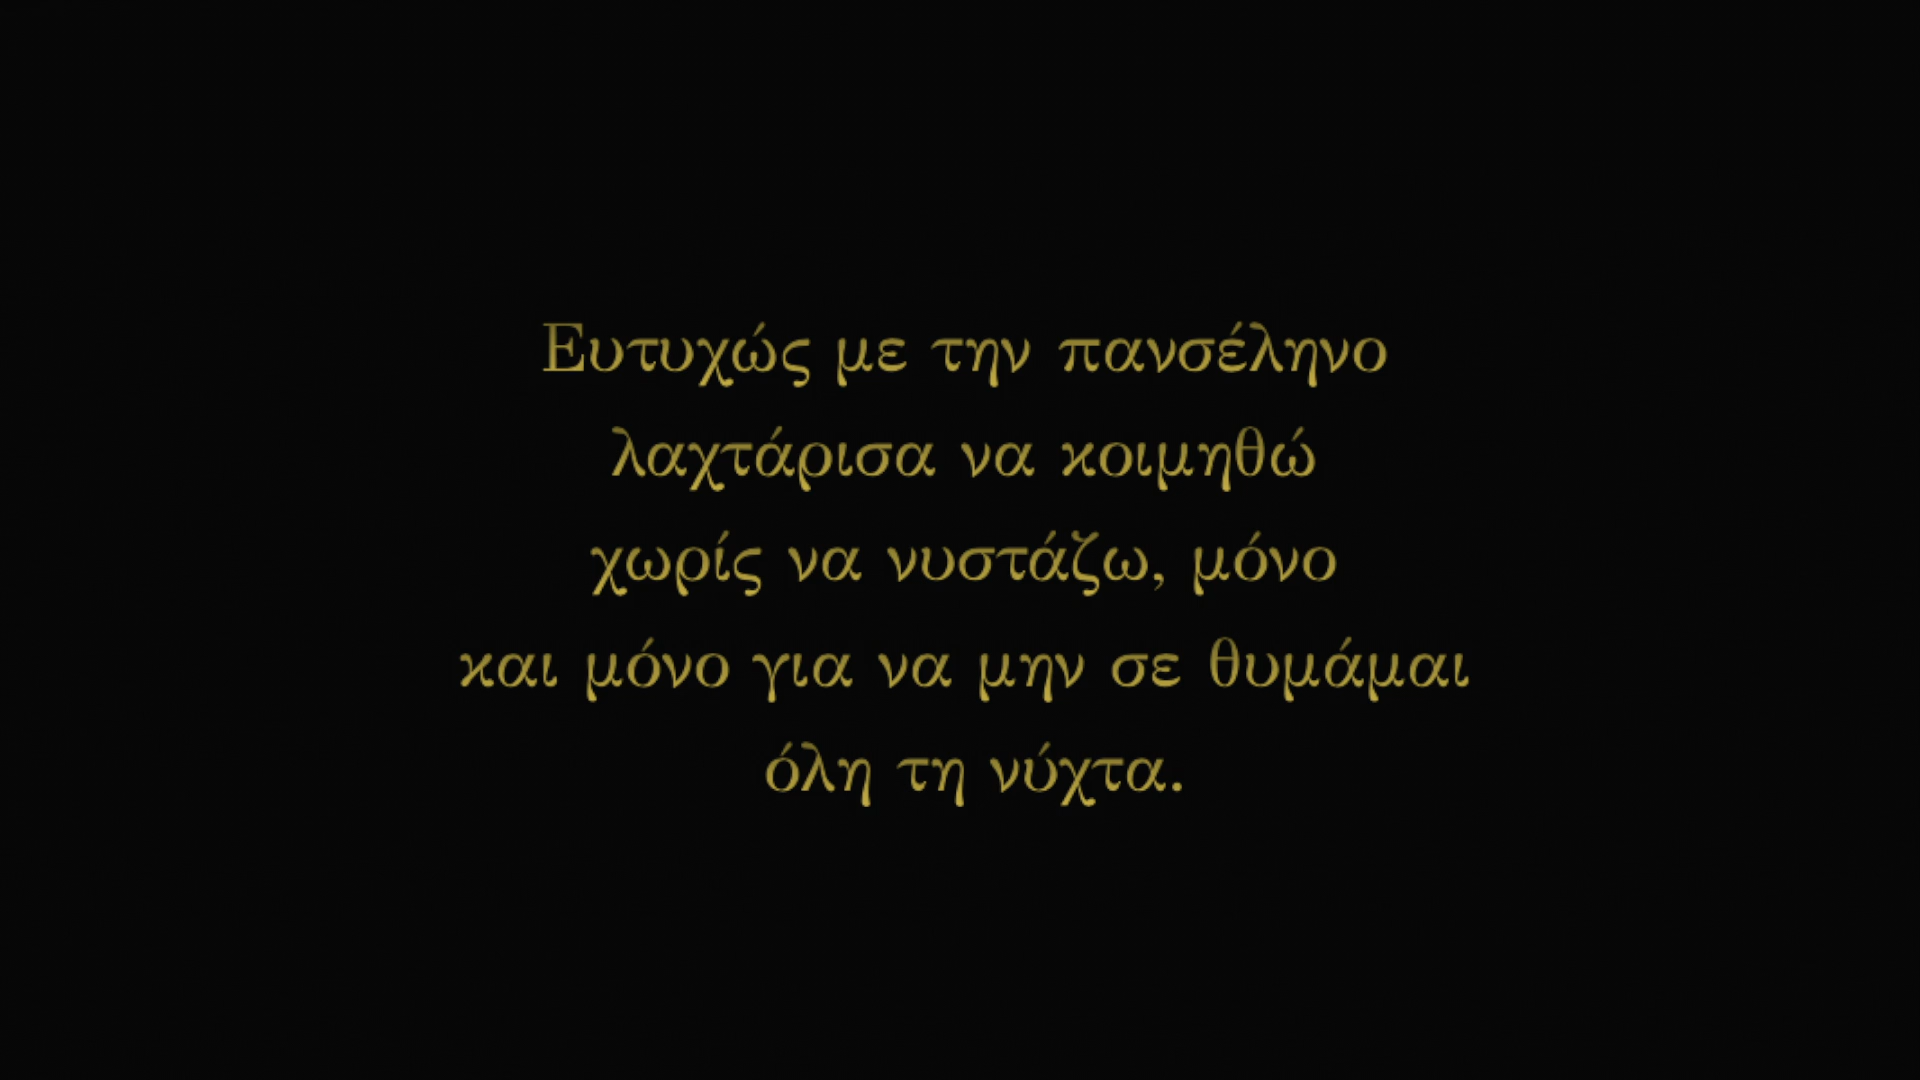 Ευτυχώς με την πανσέληνο
λαχτάρισα να κοιμηθώ
χωρίς να νυστάζω, μόνο
και μόνο για να μην σε θυμάμαι
όλη τη νύχτα.